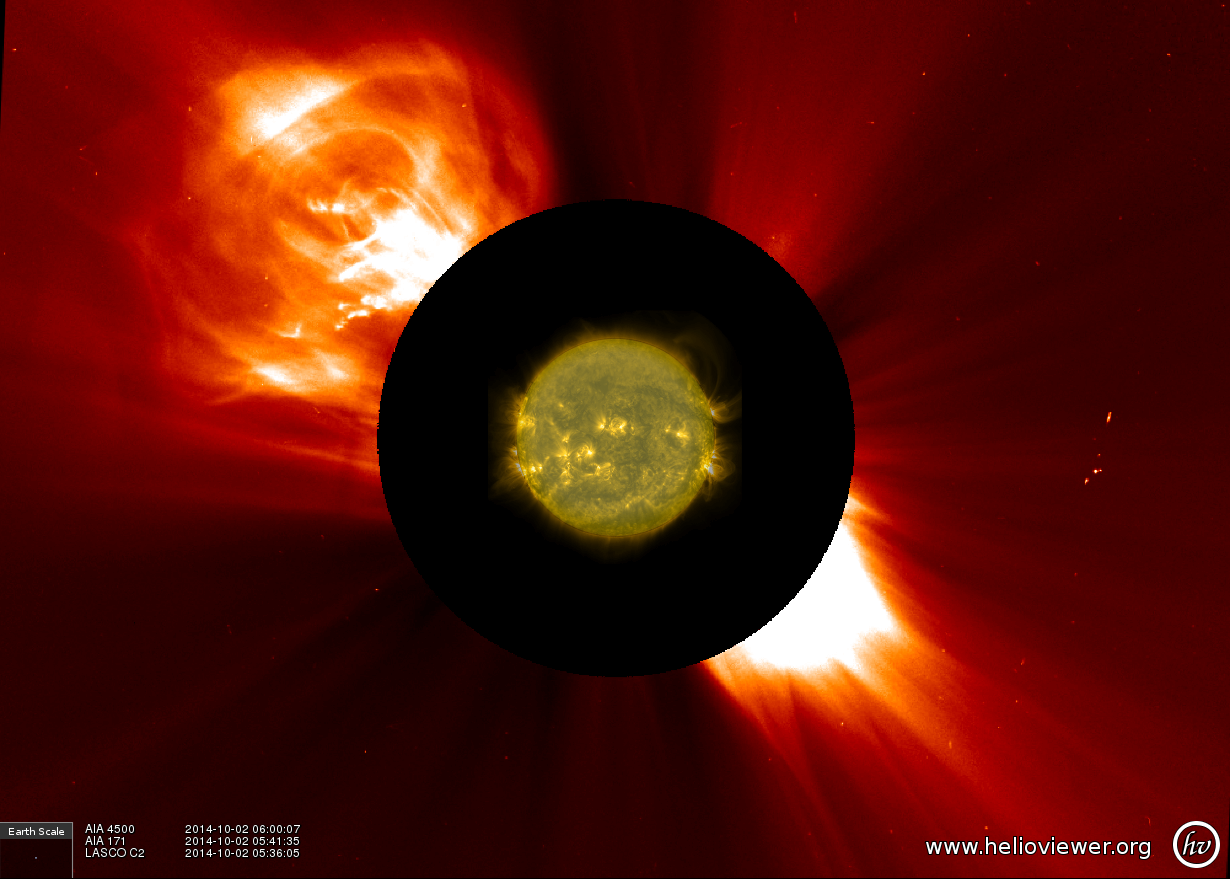 Earth Scale
AIA 4500 2014-10-02 06:00:07
AIA 171 2014-10-02 05:41:35
LASCO C2 2014-10-02 05:36:05
www.helioviewer.org
hv